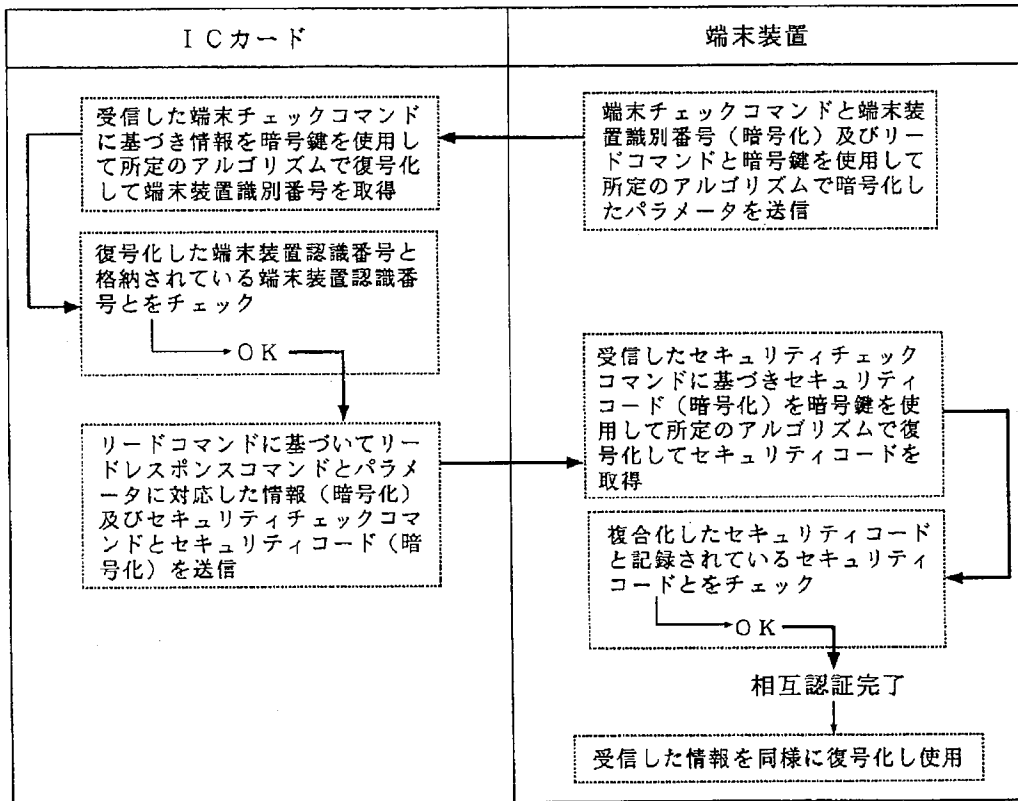 ICカード
端末装置
端末チェックコマンドと端末装
置識別番号（暗号化）及びリー
ドコマンドと暗号鍵を使用して
所定のアルゴリズムで暗号化し
たパラメータを送信
受信した端末チェックコマンド
に基づき情報を暗号鍵を使用し
て所定のアルゴリズムで復号化
して端末装置識別番号を取得
復号化した端末装置認識番号と
格納されている端末装置認識番
号とをチェック
OK
リードコマンドに基づいてリー
ドレスポンスコマンドとパラメ
ータに対応した情報（暗号化）
及びセキュリティチェックコマ
ンドとセキュリティコード（暗
号化）を送信
受信したセキュリティチェック
コマンドに基づきセキュリティ
コード（暗号化）を暗号鍵を使
用して所定のアルゴリズムで復
号化してセキュリティコードを
取得
複合化したセキュリティコード
と記録されているセキュリティ
コードとをチェック
OK
相互認証完了
受信した情報を同様に復号化し使用